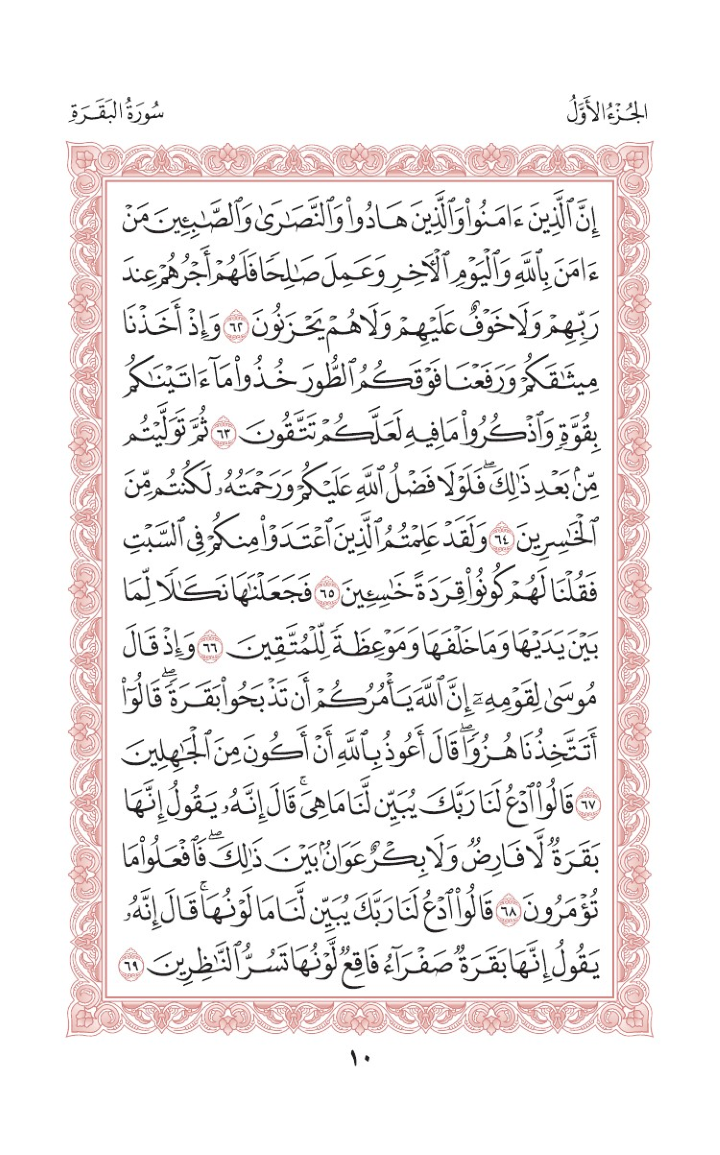 الجُزْءُ الأَوَّلُ
سُورَةُ البَقَرَةِ
إِنَّ ٱلَّذِينَ ءَامَنُوا۟ وَٱلَّذِينَ هَادُوا۟ وَٱلنَّصَـٰرَىٰ وَٱلصَّـٰبِـِٔينَ مَنْ
ءَامَنَ بِٱللَّهِ وَٱلْيَوْمِ ٱلْـَٔاخِرِ وَعَمِلَ صَـٰلِحًا فَلَهُمْ أَجْرُهُمْ عِندَ
رَبِّهِمْ وَلَا خَوْفٌ عَلَيْهِمْ وَلَا هُمْ يَحْزَنُونَ ٦٢ وَإِذْ أَخَذْنَا
مِيثَـٰقَكُمْ وَرَفَعْنَا فَوْقَكُمُ ٱلطُّورَ خُذُوا۟ مَآ ءَاتَيْنَـٰكُم
بِقُوَّةٍ وَٱذْكُرُوا۟ مَا فِيهِ لَعَلَّكُمْ تَتَّقُونَ ٦٣ ثُمَّ تَوَلَّيْتُم
مِّنۢ بَعْدِ ذَٰلِكَ ۖ فَلَوْلَا فَضْلُ ٱللَّهِ عَلَيْكُمْ وَرَحْمَتُهُۥ لَكُنتُم مِّنَ
ٱلْخَـٰسِرِينَ ٦٤ وَلَقَدْ عَلِمْتُمُ ٱلَّذِينَ ٱعْتَدَوْا۟ مِنكُمْ فِى ٱلسَّبْتِ
فَقُلْنَا لَهُمْ كُونُوا۟ قِرَدَةً خَـٰسِـِٔينَ ٦٥ فَجَعَلْنَـٰهَا نَكَـٰلًا لِّمَا
بَيْنَ يَدَيْهَا وَمَا خَلْفَهَا وَمَوْعِظَةً لِّلْمُتَّقِينَ ٦٦ وَإِذْ قَالَ
مُوسَىٰ لِقَوْمِهِۦٓ إِنَّ ٱللَّهَ يَأْمُرُكُمْ أَن تَذْبَحُوا۟ بَقَرَةً ۖ قَالُوٓا۟
أَتَتَّخِذُنَا هُزُوًا ۖ قَالَ أَعُوذُ بِٱللَّهِ أَنْ أَكُونَ مِنَ ٱلْجَـٰهِلِينَ
٦٧ قَالُوا۟ ٱدْعُ لَنَا رَبَّكَ يُبَيِّن لَّنَا مَا هِىَ ۚ قَالَ إِنَّهُۥ يَقُولُ إِنَّهَا
بَقَرَةٌ لَّا فَارِضٌ وَلَا بِكْرٌ عَوَانٌۢ بَيْنَ ذَٰلِكَ ۖ فَٱفْعَلُوا۟ مَا
تُؤْمَرُونَ ٦٨ قَالُوا۟ ٱدْعُ لَنَا رَبَّكَ يُبَيِّن لَّنَا مَا لَوْنُهَا ۚ قَالَ إِنَّهُۥ
يَقُولُ إِنَّهَا بَقَرَةٌ صَفْرَآءُ فَاقِعٌ لَّوْنُهَا تَسُرُّ ٱلنَّـٰظِرِينَ ٦٩
١٠